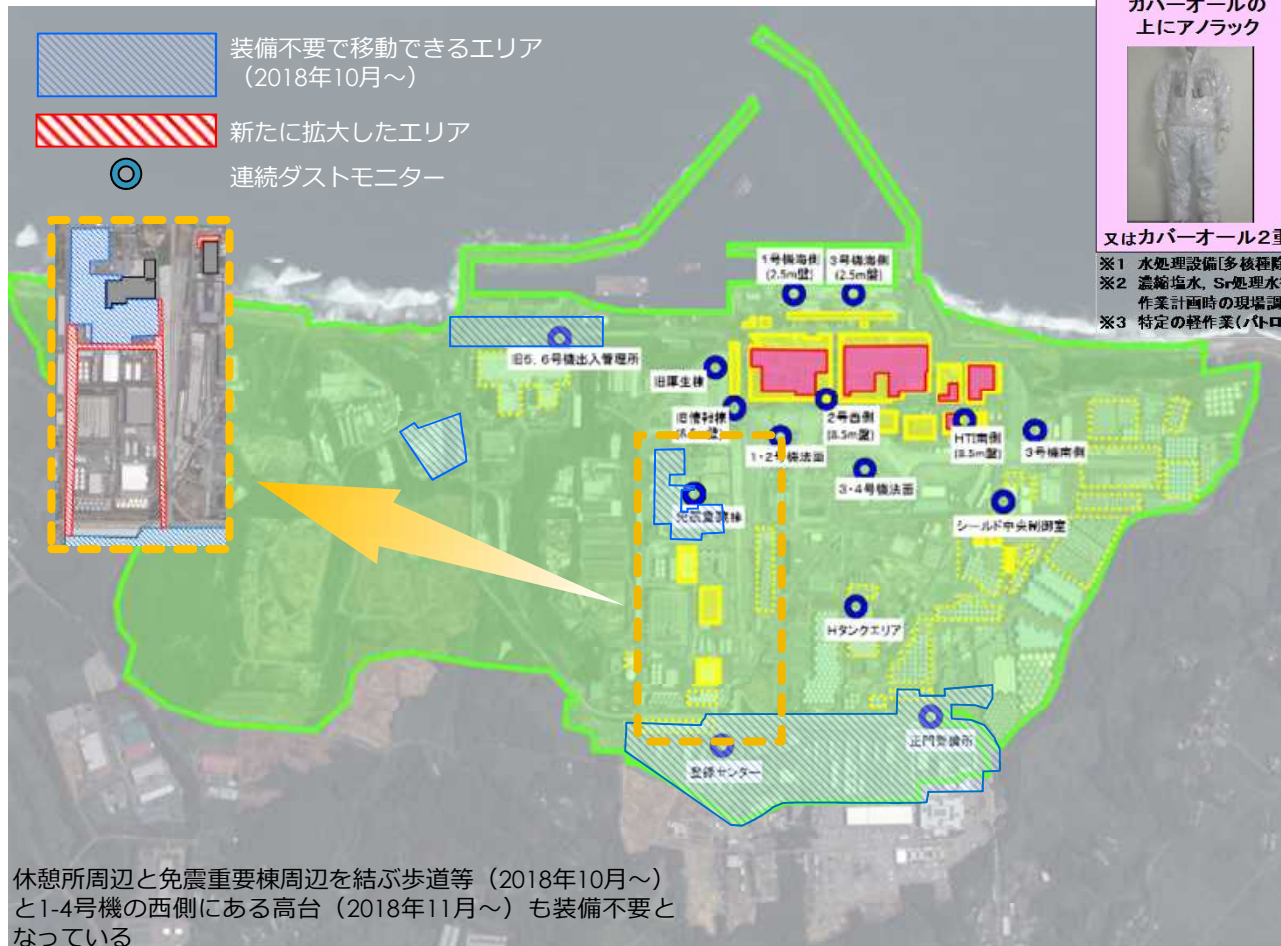 装備不要で移動できるエリア
（2018年10月～）
新たに拡大したエリア
連続ダストモニター
カバーオールの
上にアノラック
又はカバーオール2重
※1 水処理設備[多核種除
※2 濃縮塩水, Sr処理水
作業計画時の現場調
※3 特定の軽作業(パトロ
1号機海側
(2.5m盤)
3号機海側
(2.5m盤)
旧5, 6号機出入管理所
旧厚生棟
旧情報棟
2号西側
(8.5m盤)
1・2号機法面
HTI南側
(8.5m盤)
3号機南側
3・4号機法面
免震重要棟
シールド中央制御室
Hタンクエリア
正門警備所
登録センター
休憩所周辺と免震重要棟周辺を結ぶ歩道等（2018年10月～）
と1-4号機の西側にある高台（2018年11月～）も装備不要と
なっている